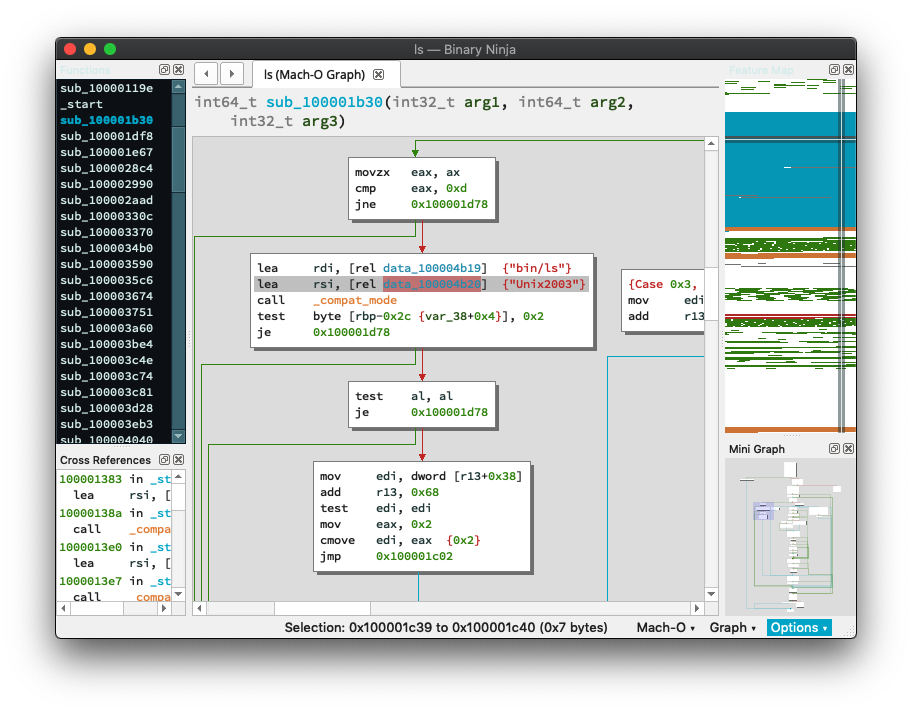 ls — Binary Ninja
Functions
sub_10000119e
_start
sub_100001b30
sub_100001df8
sub_100001e67
sub_1000028c4
sub_100002990
sub_100002aad
sub_10000330c
sub_100003370
sub_1000034b0
sub_100003590
sub_1000035c6
sub_100003674
sub_100003751
sub_100003a60
sub_100003be4
sub_100003c4e
sub_100003c74
sub_100003c81
sub_100003d28
sub_100003eb3
sub_100004040
Cross References
100001383 in _st
lea rsi, [
10000138a in _st
call _compa
1000013e0 in _st
lea rsi, [
1000013e7 in _st
call _compa
ls (Mach-O Graph)
int64_t sub_100001b30(int32_t arg1, int64_t arg2,
int32_t arg3)
movzx eax, ax
cmp eax, 0xd
jne 0x100001d78
lea rdi, [rel data_100004b19] {"bin/ls"}
lea rsi, [rel data_100004b20] {"Unix2003"}
call _compat_mode
test byte [rbp-0x2c {var_38+0x4}], 0x2
je 0x100001d78
{Case 0x3,
mov edi
add r13
test al, al
je 0x100001d78
mov edi, dword [r13+0x38]
add r13, 0x68
test edi, edi
mov eax, 0x2
cmove edi, eax {0x2}
jmp 0x100001c02
Feature Map
Mini Graph
Selection: 0x100001c39 to 0x100001c40 (0x7 bytes)
Mach-O
Graph
Options